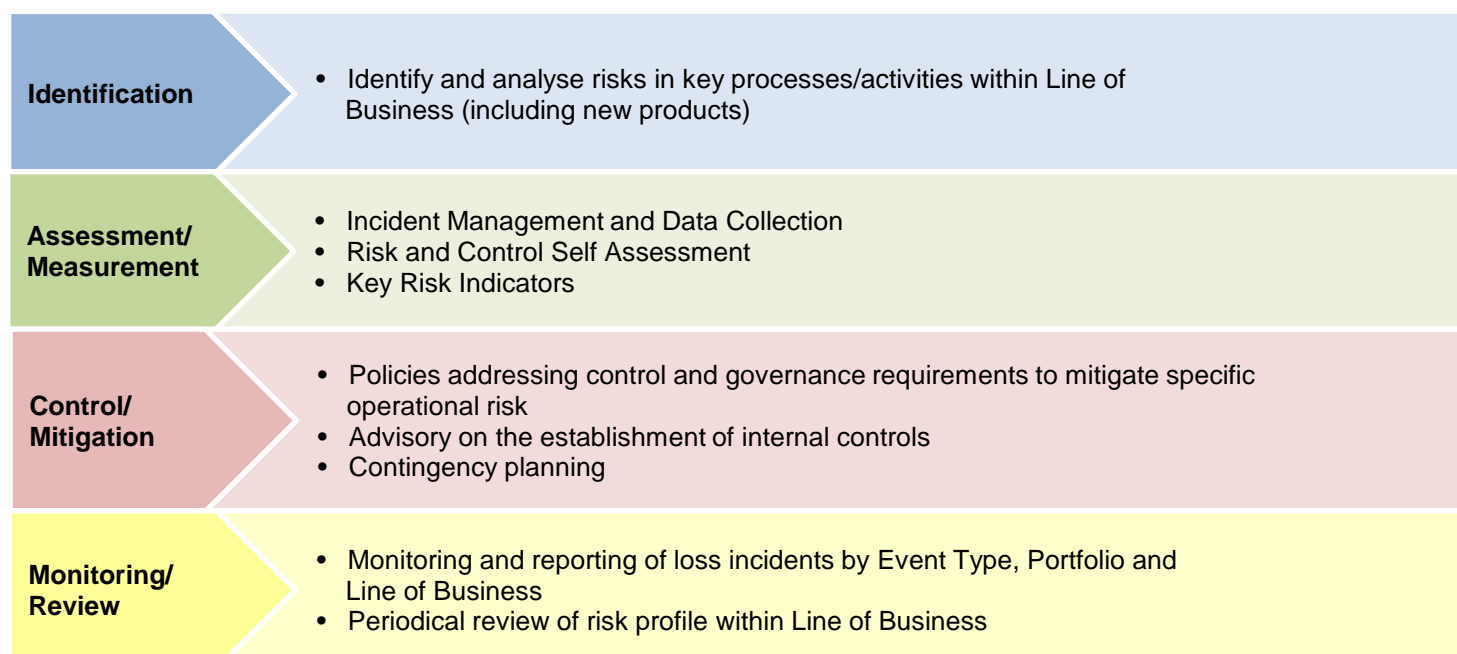 Identification
• Identify and analyse risks in key processes/activities within Line of
Business (including new products)
Assessment/
Measurement
• Incident Management and Data Collection
• Risk and Control Self Assessment
• Key Risk Indicators
Control/
Mitigation
• Policies addressing control and governance requirements to mitigate specific
operational risk
• Advisory on the establishment of internal controls
• Contingency planning
Monitoring/
Review
• Monitoring and reporting of loss incidents by Event Type, Portfolio and
Line of Business
• Periodical review of risk profile within Line of Business